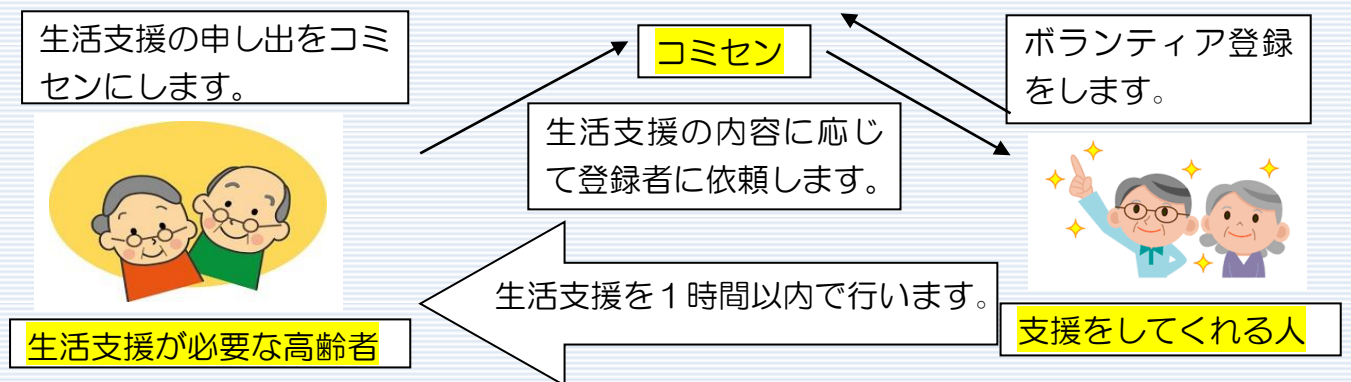 生活支援の申し出をコミ
センにします。
コミセン
ボランティア登録
をします。
生活支援の内容に応じ
て登録者に依頼します。
生活支援を１時間以内で行います。
生活支援が必要な高齢者
支援をしてくれる人